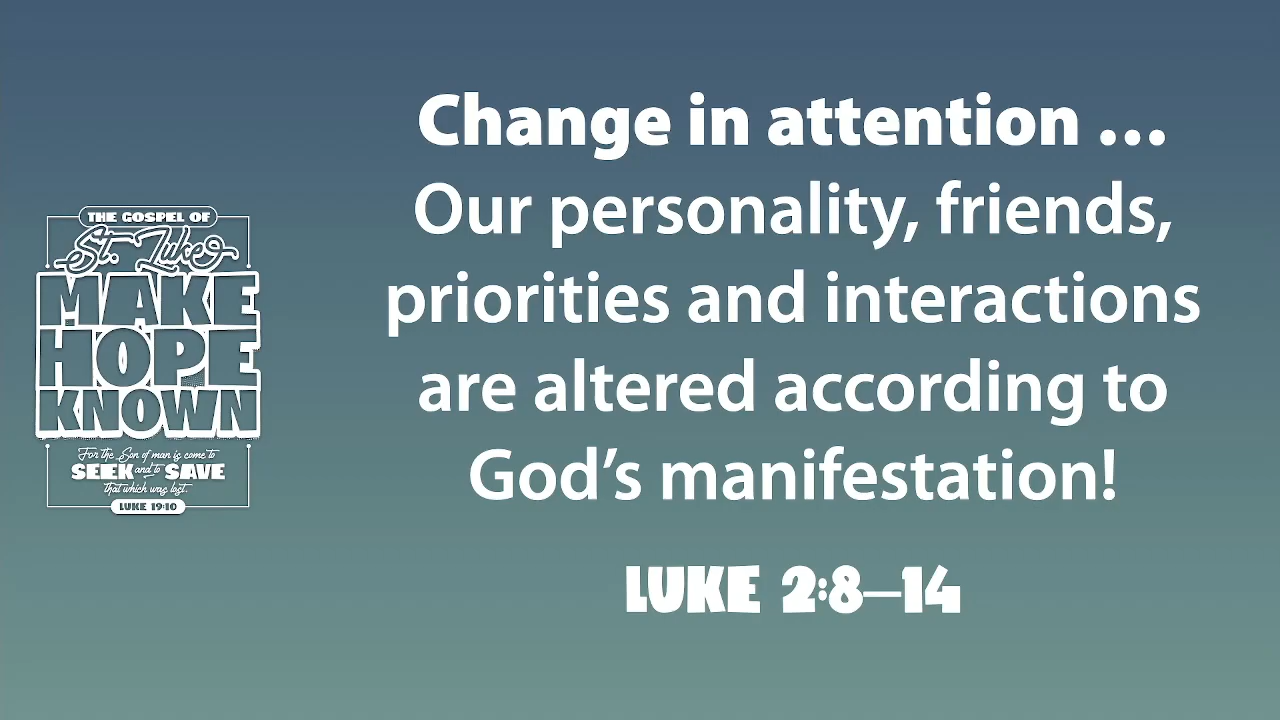 Change in attention ...
Our personality, friends,
priorities and interactions
are altered according to
God’s manifestation!
LUKE 2:8–14
THE GOSPEL OF
St. Luke
MAKE
HOPE
KNOWN
For the Son of man is come to
SEEK and to SAVE
that which was lost.
LUKE 19:10